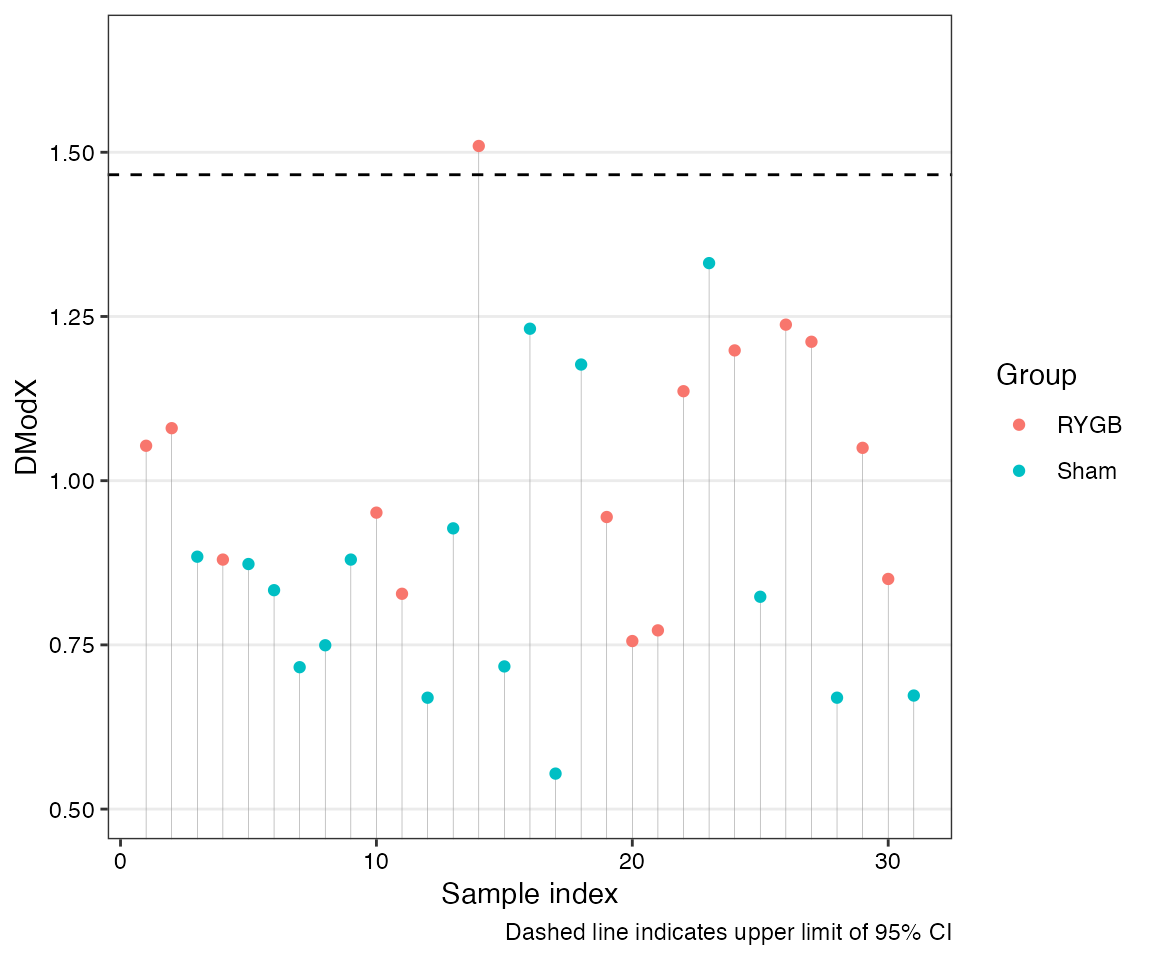 DModX
1.50
1.25
1.00
0.75
0.50
0 10 20 30
Sample index
Dashed line indicates upper limit of 95% CI
Group
RYGB
Sham